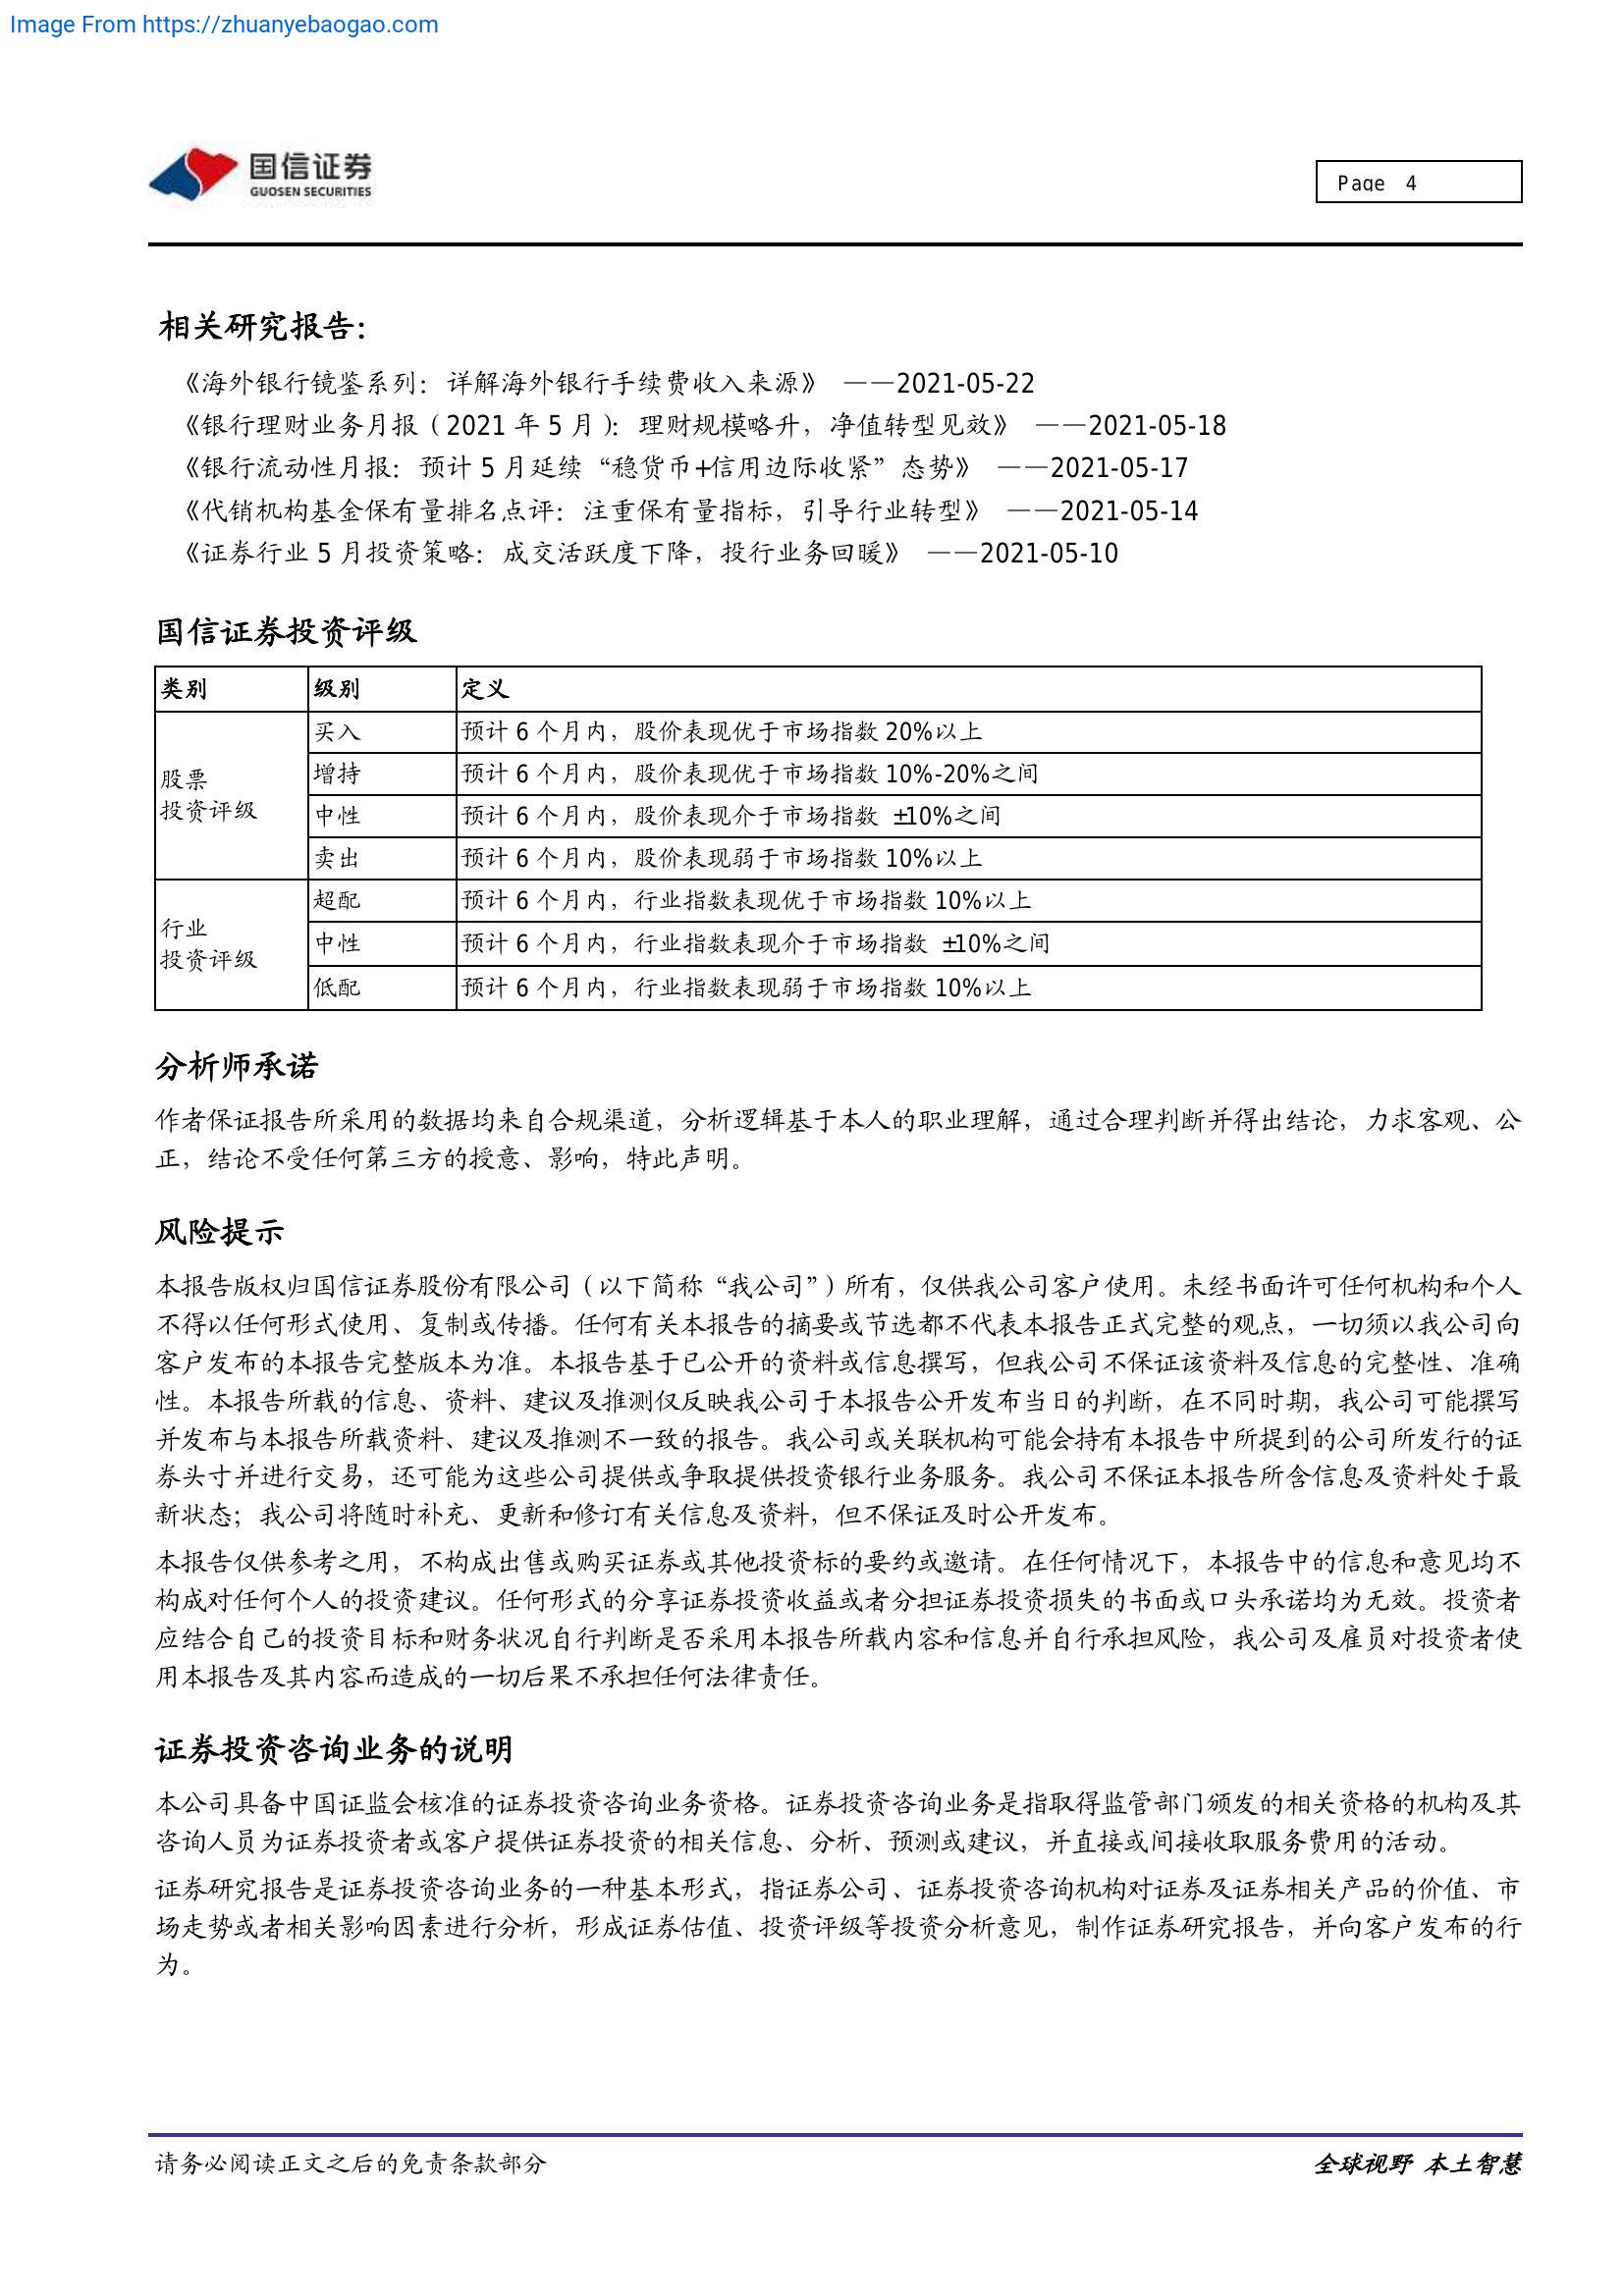 Image From https://zhuanyebaogao.com
国信证券
GUOSEN SECURITIES
Page 4
相关研究报告：
《海外银行镜鉴系列：详解海外银行手续费收入来源》 ——2021-05-22
《银行理财业务月报（2021 年 5 月）：理财规模略升，净值转型见效》 ——2021-05-18
《银行流动性月报：预计 5 月延续“稳货币+信用边际收紧”态势》 ——2021-05-17
《代销机构基金保有量排名点评：注重保有量指标，引导行业转型》 ——2021-05-14
《证券行业 5 月投资策略：成交活跃度下降，投行业务回暖》 ——2021-05-10
国信证券投资评级
类别 级别 定义
股票
投资评级
买入 预计 6 个月内，股价表现优于市场指数 20%以上
增持 预计 6 个月内，股价表现优于市场指数 10%-20%之间
中性 预计 6 个月内，股价表现介于市场指数 ±10%之间
卖出 预计 6 个月内，股价表现弱于市场指数 10%以上
行业
投资评级
超配 预计 6 个月内，行业指数表现优于市场指数 10%以上
中性 预计 6 个月内，行业指数表现介于市场指数 ±10%之间
低配 预计 6 个月内，行业指数表现弱于市场指数 10%以上
分析师承诺
作者保证报告所采用的数据均来自合规渠道，分析逻辑基于本人的职业理解，通过合理判断并得出结论，力求客观、公
正，结论不受任何第三方的授意、影响，特此声明。
风险提示
本报告版权归国信证券股份有限公司（以下简称“我公司”）所有，仅供我公司客户使用。未经书面许可任何机构和个人
不得以任何形式使用、复制或传播。任何有关本报告的摘要或节选都不代表本报告正式完整的观点，一切须以我公司向
客户发布的本报告完整版本为准。本报告基于已公开的资料或信息撰写，但我公司不保证该资料及信息的完整性、准确
性。本报告所载的信息、资料、建议及推测仅反映我公司于本报告公开发布当日的判断，在不同时期，我公司可能撰写
并发布与本报告所载资料、建议及推测不一致的报告。我公司或关联机构可能会持有本报告中所提到的公司所发行的证
券头寸并进行交易，还可能为这些公司提供或争取提供投资银行业务服务。我公司不保证本报告所含信息及资料处于最
新状态；我公司将随时补充、更新和修订有关信息及资料，但不保证及时公开发布。
本报告仅供参考之用，不构成出售或购买证券或其他投资标的要约或邀请。在任何情况下，本报告中的信息和意见均不
构成对任何个人的投资建议。任何形式的分享证券投资收益或者分担证券投资损失的书面或口头承诺均为无效。投资者
应结合自己的投资目标和财务状况自行判断是否采用本报告所载内容和信息并自行承担风险，我公司及雇员对投资者使
用本报告及其内容而造成的一切后果不承担任何法律责任。
证券投资咨询业务的说明
本公司具备中国证监会核准的证券投资咨询业务资格。证券投资咨询业务是指取得监管部门颁发的相关资格的机构及其
咨询人员为证券投资者或客户提供证券投资的相关信息、分析、预测或建议，并直接或间接收取服务费用的活动。
证券研究报告是证券投资咨询业务的一种基本形式，指证券公司、证券投资咨询机构对证券及证券相关产品的价值、市
场走势或者相关影响因素进行分析，形成证券估值、投资评级等投资分析意见，制作证券研究报告，并向客户发布的行
为。
请务必阅读正文之后的免责条款部分
全球视野 本土智慧